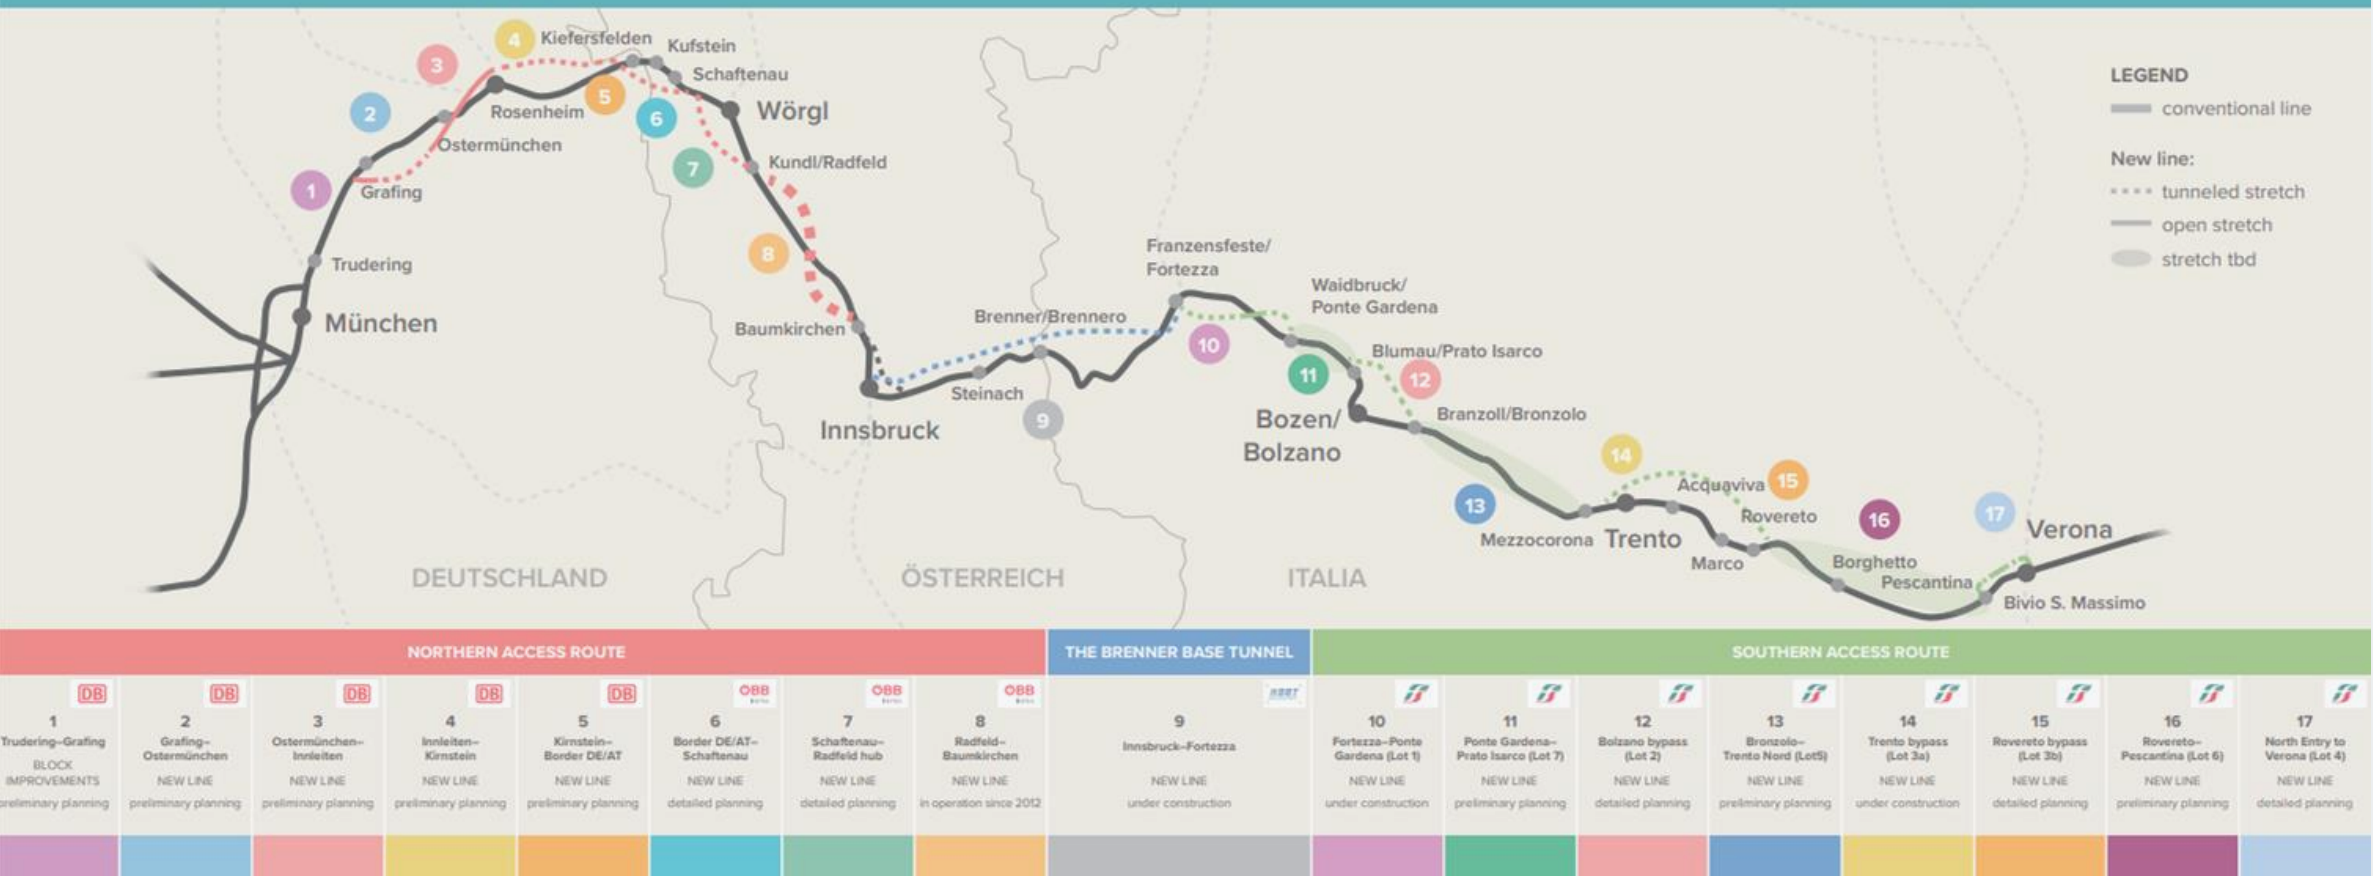 4
Kiefersfelden
Kufstein
3
Schaftenau
5
2
Rosenheim
6
Wörgl
Ostermünchen
7
Kundl/Radfeld
1
Grafing
8
Trudering
München
Baumkirchen
Innsbruck
Brenner/Brennero
Steinach
9
Franzensfeste/
Fortezza
10
Waidbruck/
Ponte Gardena
11
Blumau/Prato Isarco
12
Bozen/
Bolzano
Branzoll/Bronzolo
13
14
Mezzocorona
Trento
Acquaviva
15
Rovereto
Marco
16
Borghetto
Pescantina
17
Verona
Bivio S. Massimo
DEUTSCHLAND
ÖSTERREICH
ITALIA
LEGEND
conventional line
New line:
tunneled stretch
open stretch
stretch tbd
NORTHERN ACCESS ROUTE
THE BRENNER BASE TUNNEL
SOUTHERN ACCESS ROUTE
DB
1
Trudering–Grafing
BLOCK
IMPROVEMENTS
preliminary planning
DB
2
Grafing–
Ostermünchen
NEW LINE
preliminary planning
DB
3
Ostermünchen–
Innleiten
NEW LINE
preliminary planning
DB
4
Innleiten–
Kirnstein
NEW LINE
preliminary planning
DB
5
Kirnstein–
Border DE/AT
NEW LINE
preliminary planning
ÖBB
6
Border DE/AT–
Schaftenau
NEW LINE
detailed planning
ÖBB
7
Schaftenau–
Radfeld hub
NEW LINE
detailed planning
ÖBB
8
Radfeld–
Baumkirchen
NEW LINE
in operation since 2012
9
Innsbruck–Fortezza
NEW LINE
under construction
10
Fortezza–Ponte
Gardena (Lot 1)
NEW LINE
under construction
11
Ponte Gardena–
Prato Isarco (Lot 7)
NEW LINE
preliminary planning
12
Bolzano bypass
(Lot 2)
NEW LINE
detailed planning
13
Bronzolo–
Trento Nord (Lot5)
NEW LINE
preliminary planning
14
Trento bypass
(Lot 3a)
NEW LINE
under construction
15
Rovereto bypass
(Lot 3b)
NEW LINE
detailed planning
16
Rovereto–
Pescantina (Lot 6)
NEW LINE
preliminary planning
17
North Entry to
Verona (Lot 4)
NEW LINE
detailed planning